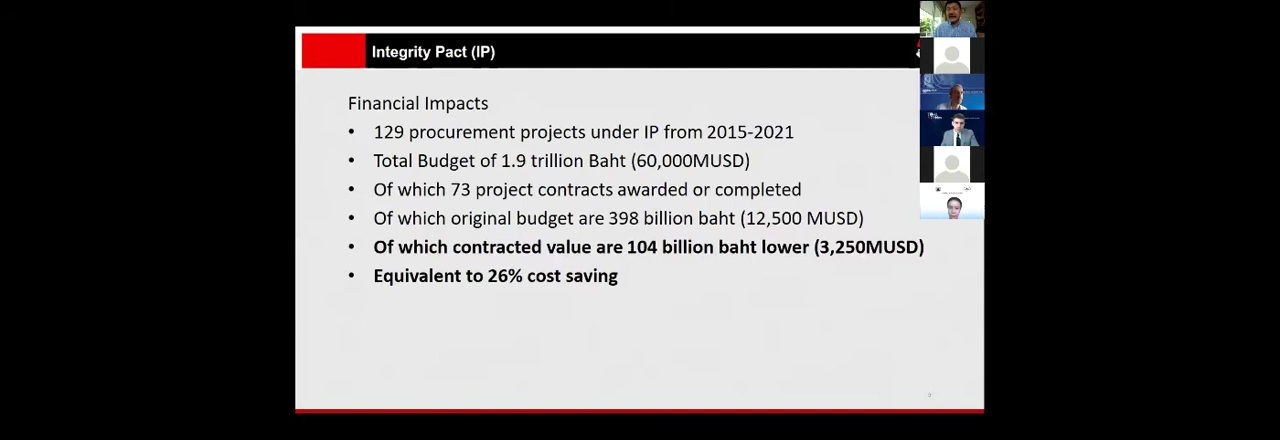 Integrity Pact (IP)
Financial Impacts
• 129 procurement projects under IP from 2015-2021
• Total Budget of 1.9 trillion Baht (60,000MUSD)
• Of which 73 project contracts awarded or completed
• Of which original budget are 398 billion baht (12,500 MUSD)
• Of which contracted value are 104 billion baht lower (3,250MUSD)
• Equivalent to 26% cost saving